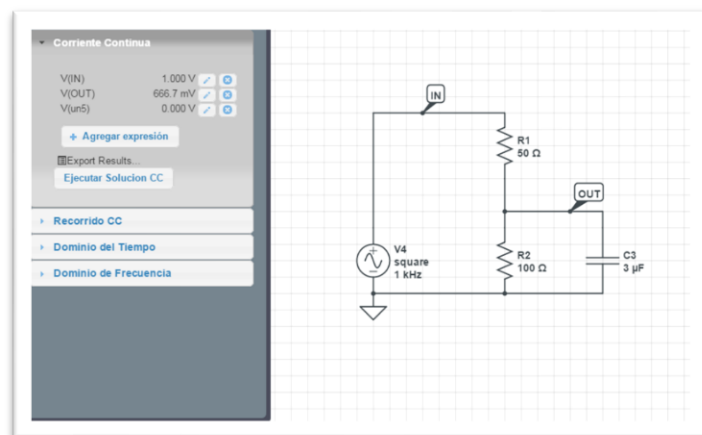 Corriente Continua
V(IN) 1.000 V
V(OUT) 666.7 mV
V(un5) 0.000 V
+ Agregar expresión
Export Results...
Ejecutar Solucion CC
Recorrido CC
Dominio del Tiempo
Dominio de Frecuencia
IN
R1
50 Ω
OUT
V4
square
1 kHz
R2
100 Ω
C3
3 μF